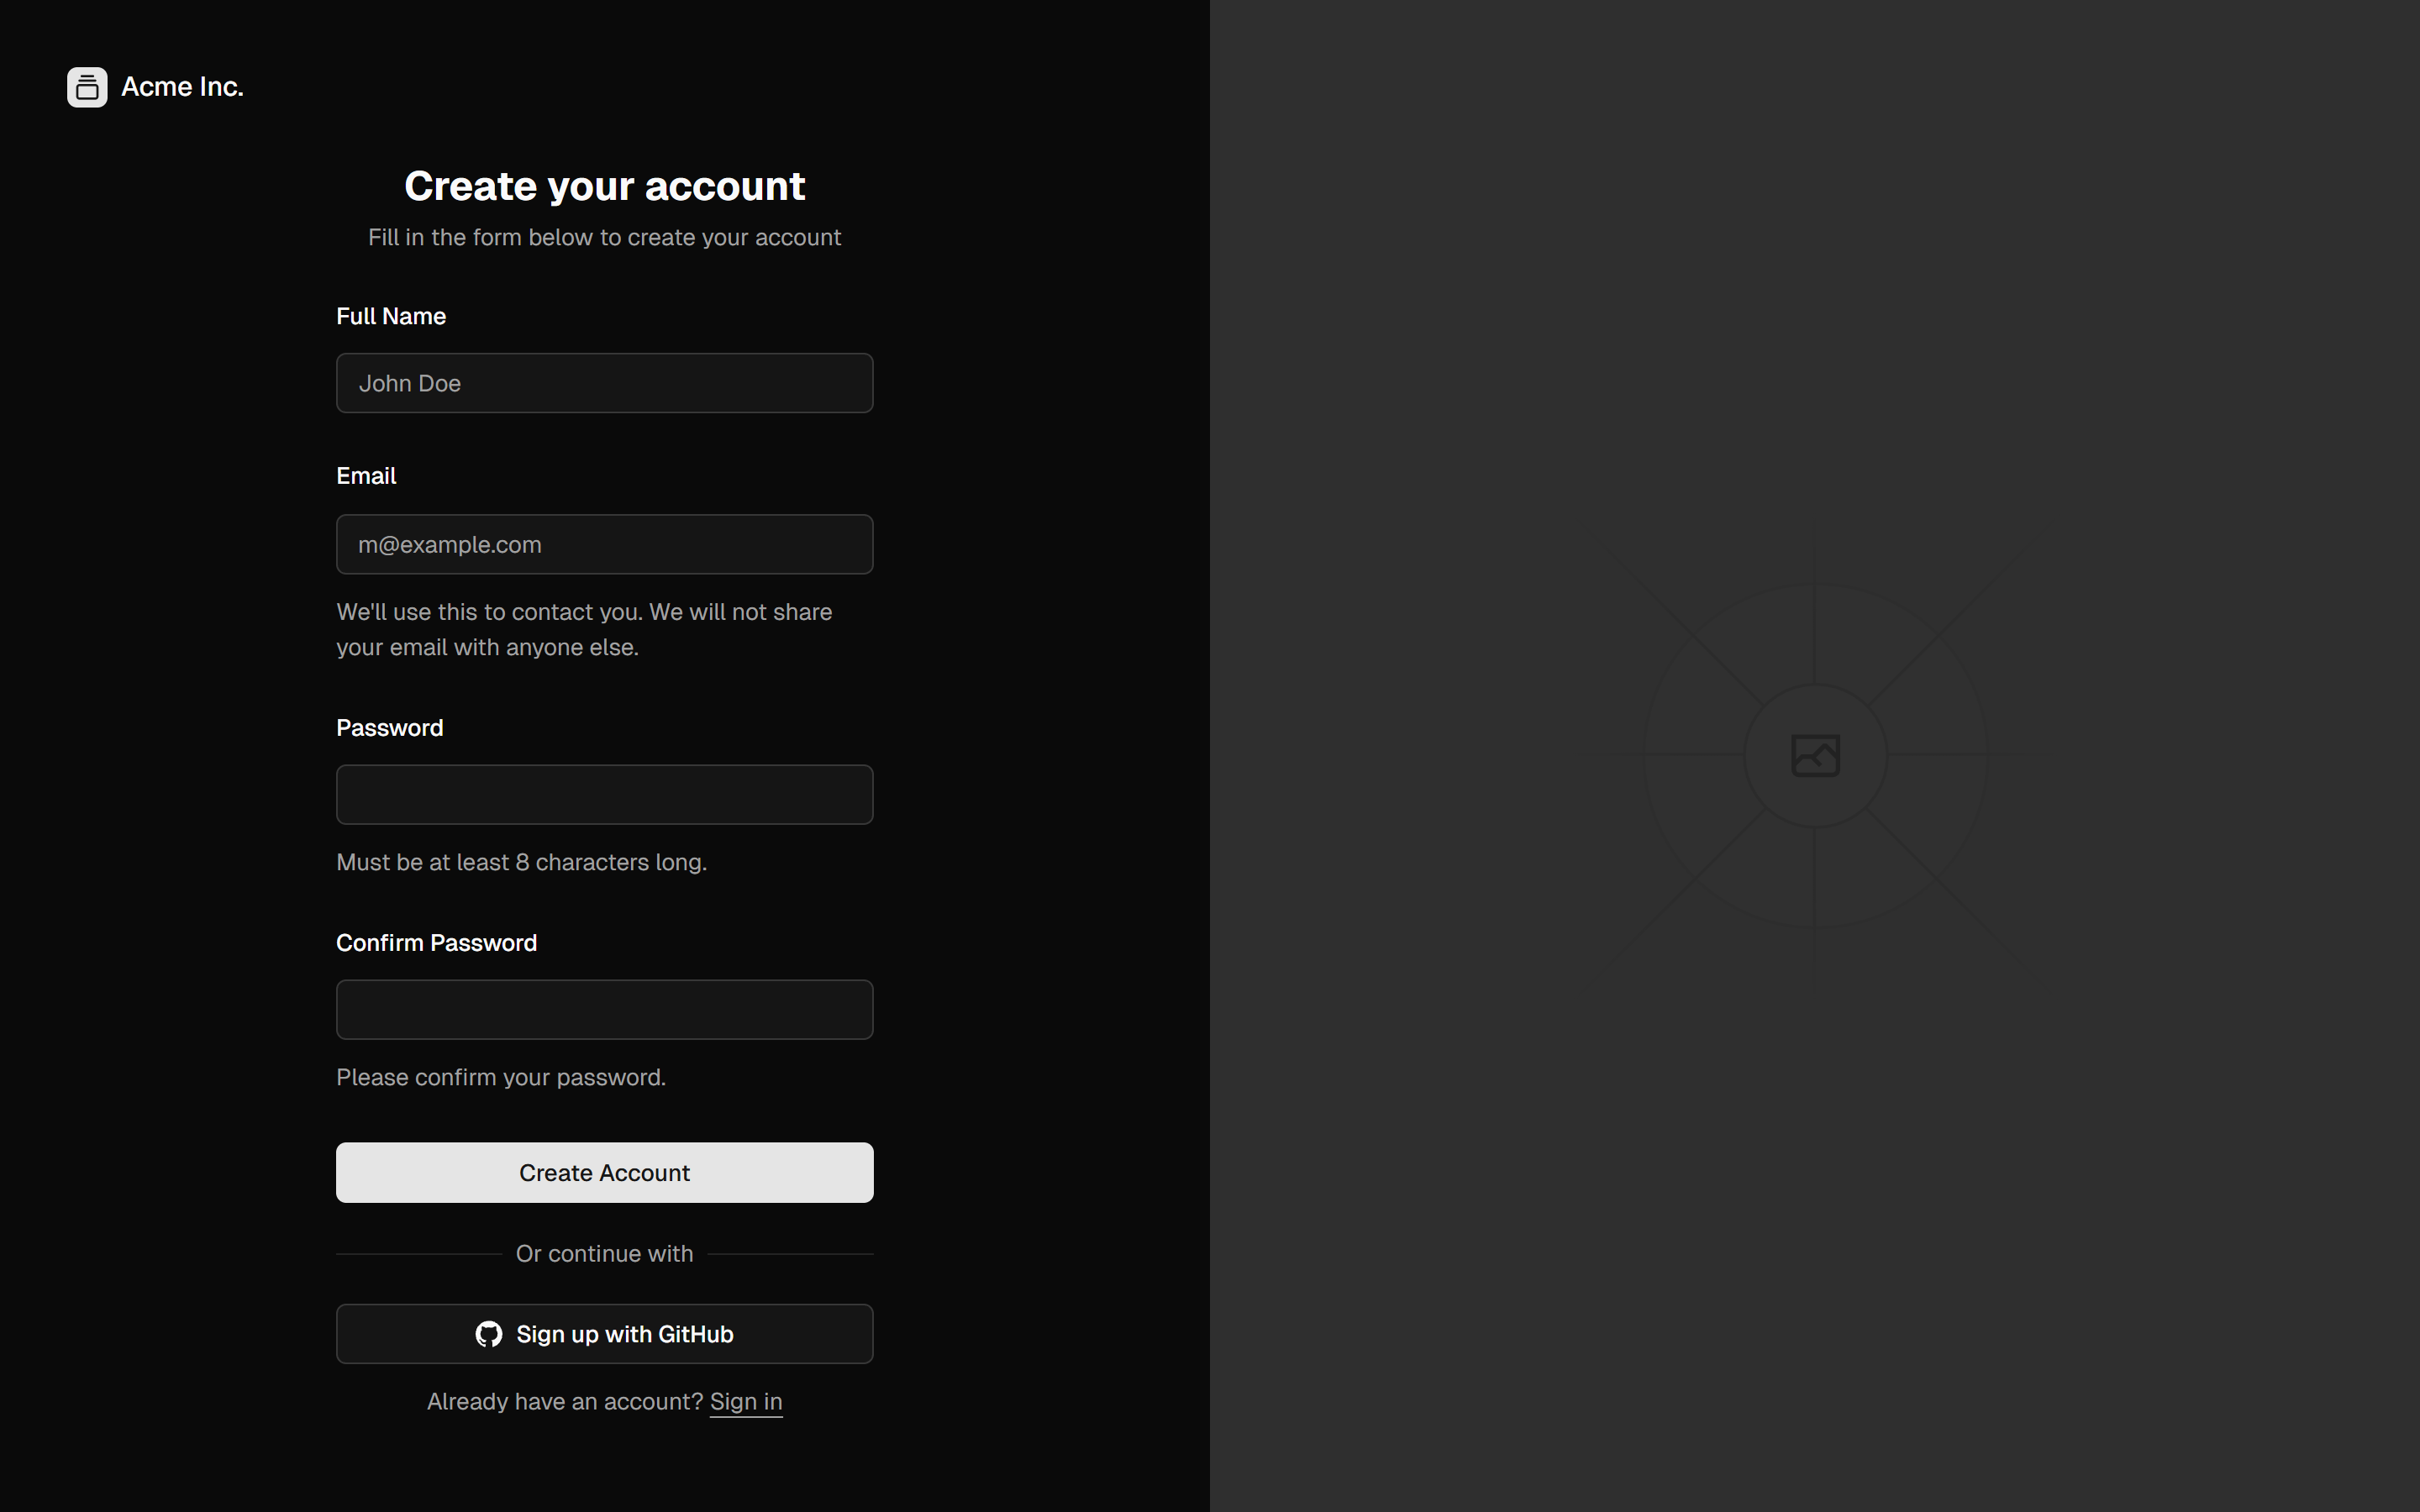 Acme Inc.
Create your account
Fill in the form below to create your account
Full Name
John Doe
Email
m@example.com
We'll use this to contact you. We will not share
your email with anyone else.
Password
Must be at least 8 characters long.
Confirm Password
Please confirm your password.
Create Account
Or continue with
Sign up with GitHub
Already have an account? Sign in